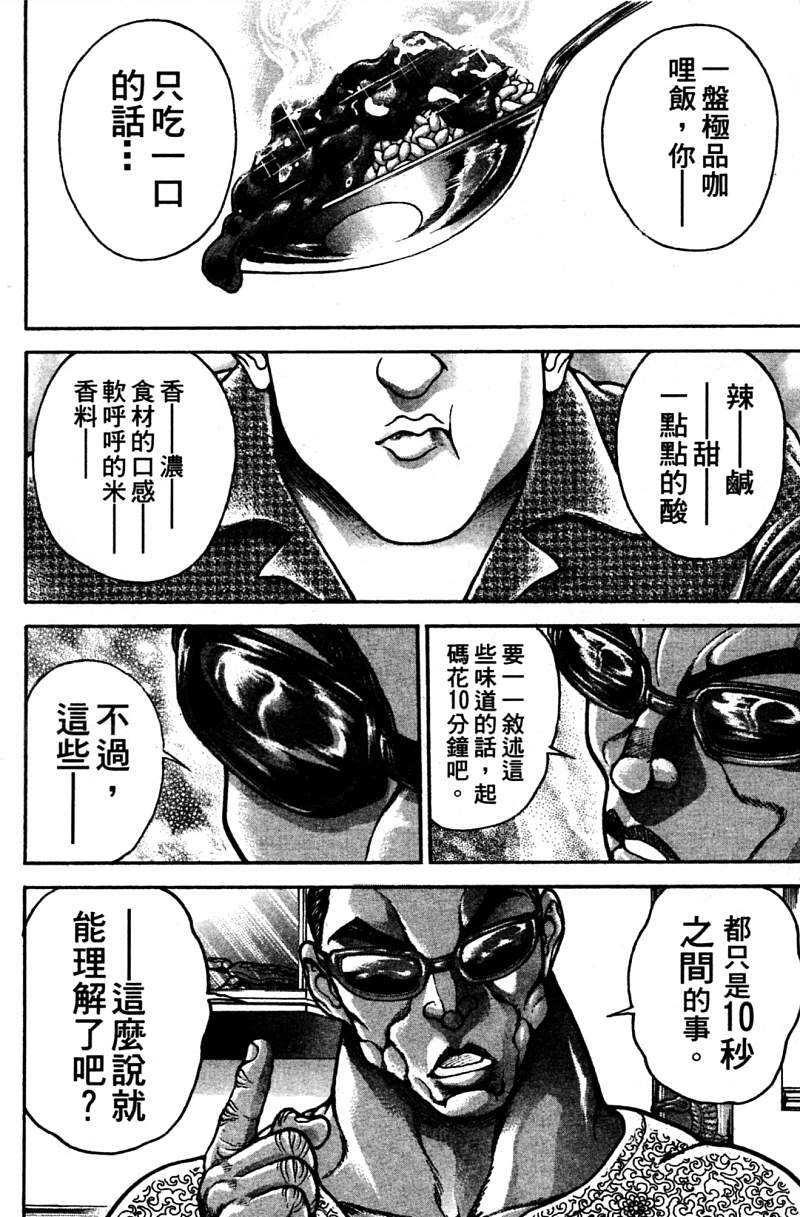 一盤極品咖
哩飯，你——
只吃一口
的話…
辣——鹹
——甜——
一點點的酸
香——濃——
食材的口感——
軟呼呼的米——
香料——
要一一敘述這
些味道的話，起
碼花10分鐘吧。
不過，
這些——
都只是10秒
之間的事。
——這麼說就
能理解了吧？